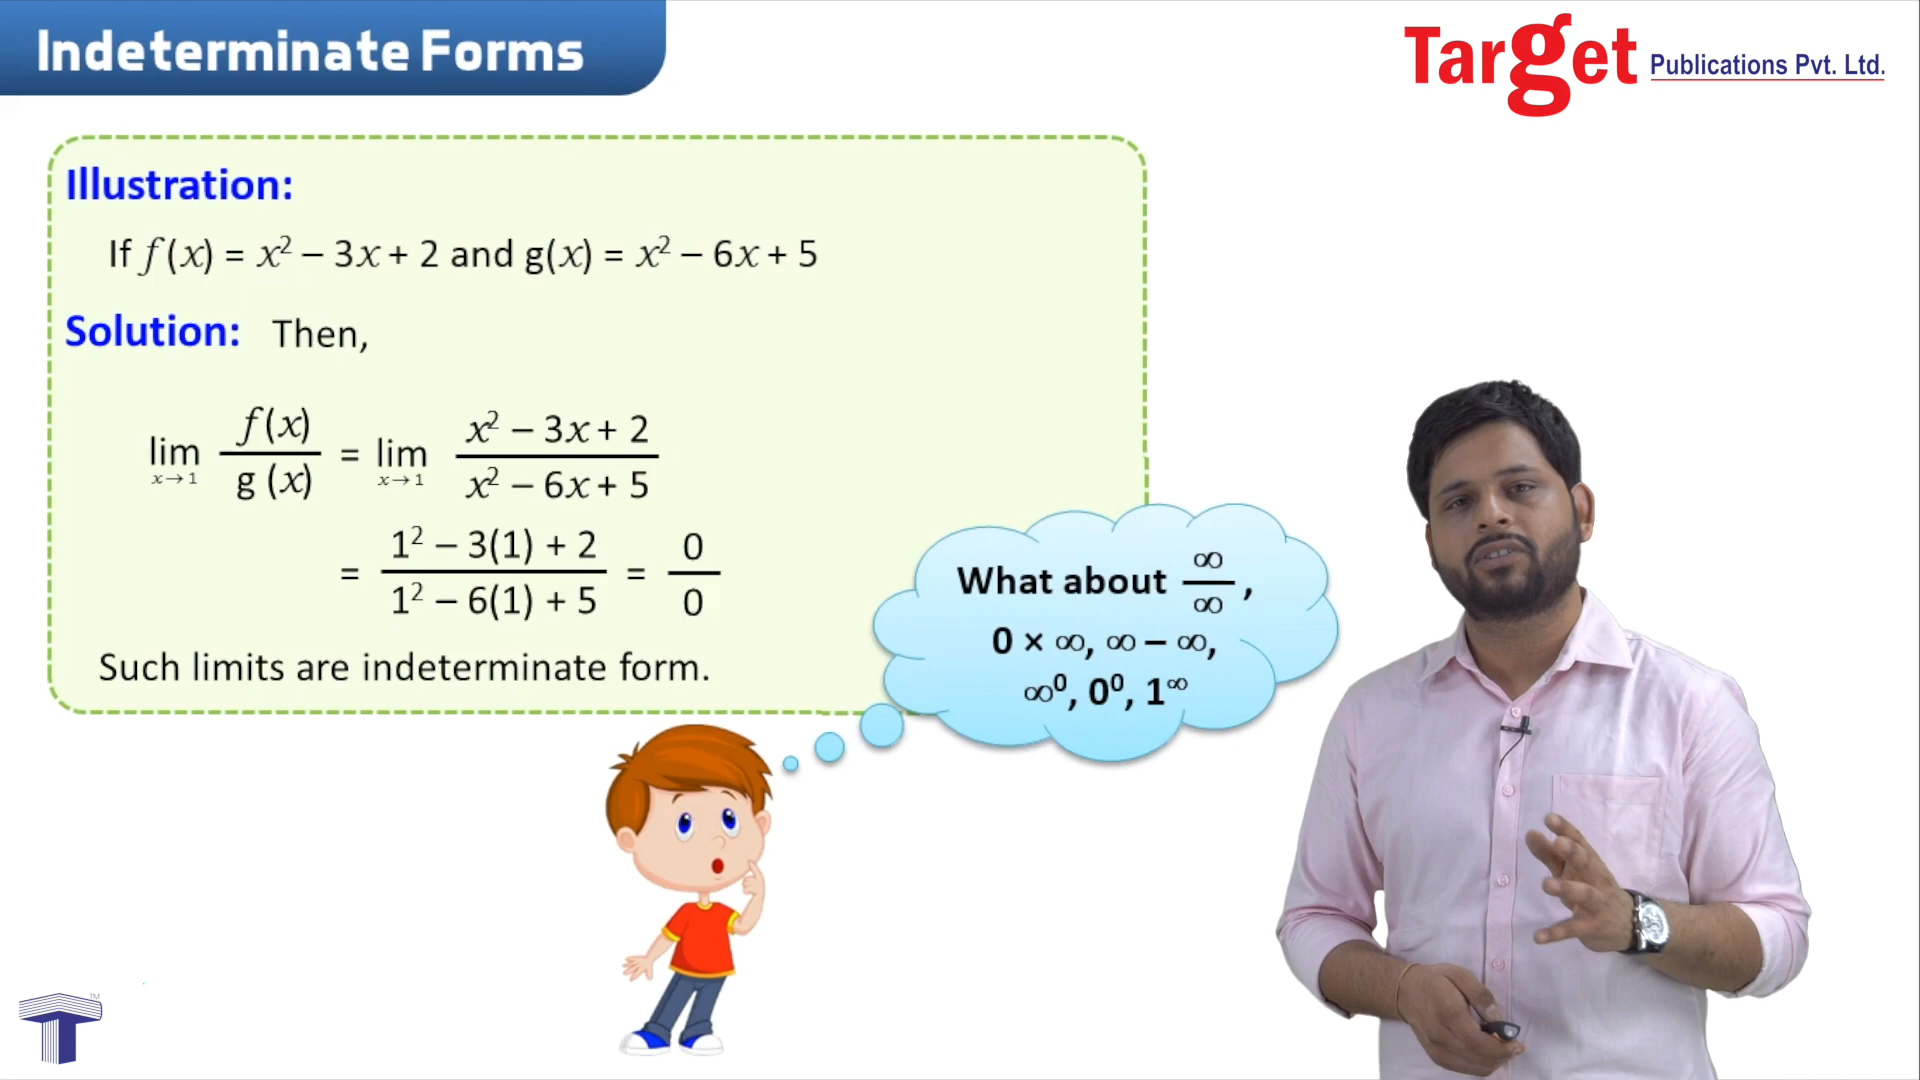 Indeterminate Forms
Target Publications Pvt. Ltd.
Illustration:
If f(x) = x² – 3x + 2 and g(x) = x² – 6x + 5
Solution: Then,
lim x→1 f(x)/g(x) = lim x→1 (x² – 3x + 2)/(x² – 6x + 5)
= (1² – 3(1) + 2)/(1² – 6(1) + 5) = 0/0
Such limits are indeterminate form.
What about ∞/∞,
0 × ∞, ∞ – ∞,
∞⁰, 0⁰, 1^∞
T™